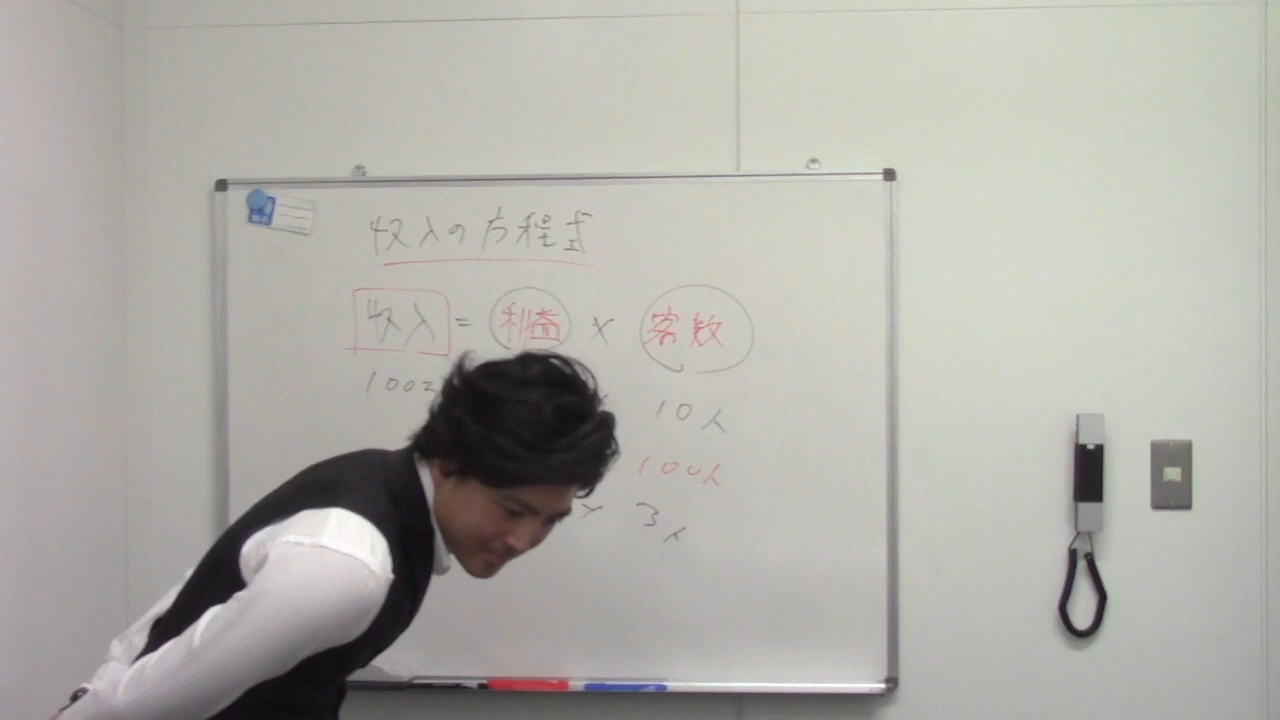 収入の方程式
収入 = 利益 × 客数
100 10人
100人
× 3人